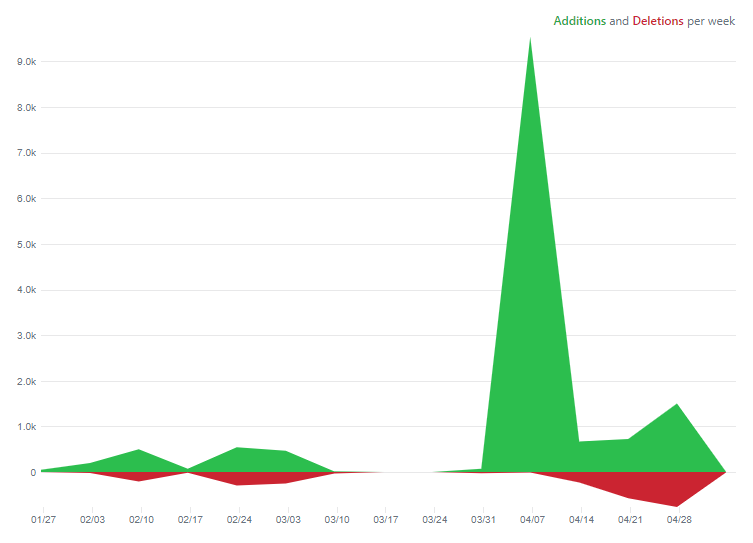 Additions and Deletions per week
9.0k
8.0k
7.0k
6.0k
5.0k
4.0k
3.0k
2.0k
1.0k
0
01/27 02/03 02/10 02/17 02/24 03/03 03/10 03/17 03/24 03/31 04/07 04/14 04/21 04/28